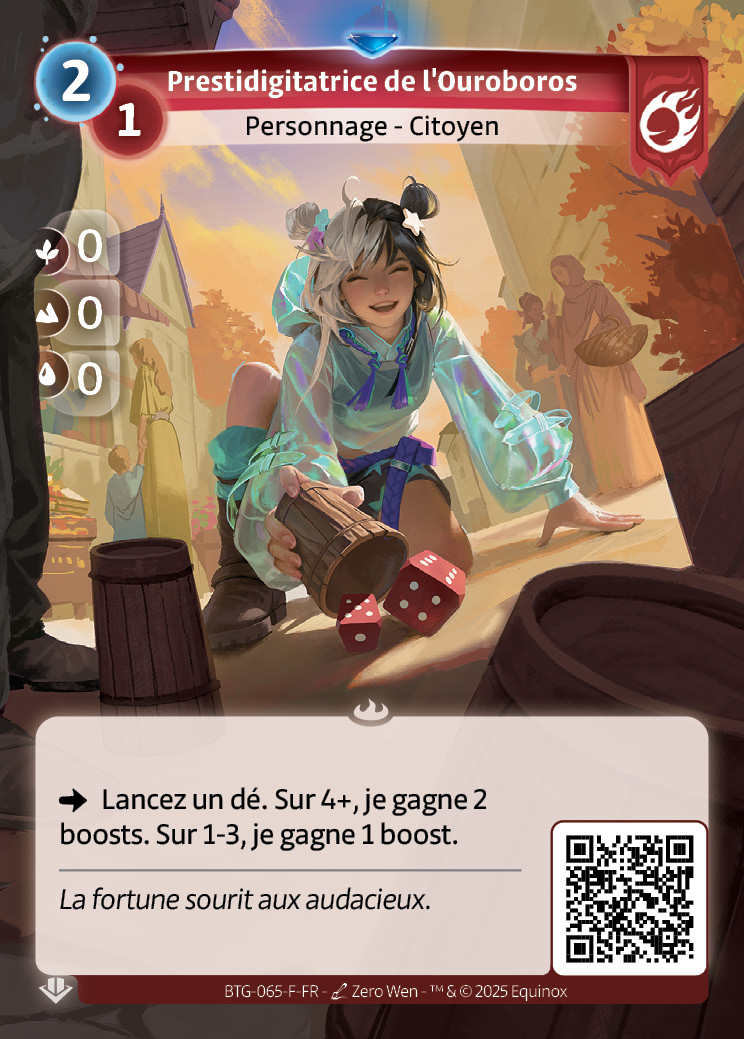 2
Prestidigitatrice de l'Ouroboros
1
Personnage - Citoyen
0
0
0
Lancez un dé. Sur 4+, je gagne 2
boosts. Sur 1-3, je gagne 1 boost.
La fortune sourit aux audacieux.
BTG-065-F-FR - Zero Wen - ™ & © 2025 Equinox